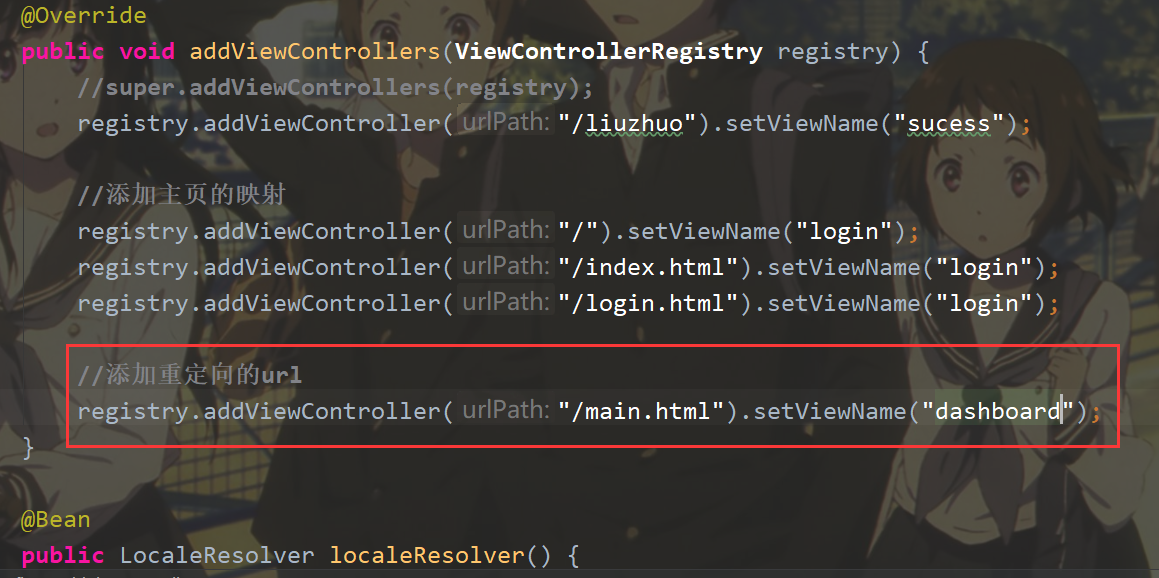 @Override
public void addViewControllers(ViewControllerRegistry registry) {
//super.addViewControllers(registry);
registry.addViewController( urlPath: "/liuzhuo").setViewName("sucess");
//添加主页的映射
registry.addViewController( urlPath: "/").setViewName("login");
registry.addViewController( urlPath: "/index.html").setViewName("login");
registry.addViewController( urlPath: "/login.html").setViewName("login");
//添加重定向的url
registry.addViewController( urlPath: "/main.html").setViewName("dashboard");
}
@Bean
public LocaleResolver localeResolver() {